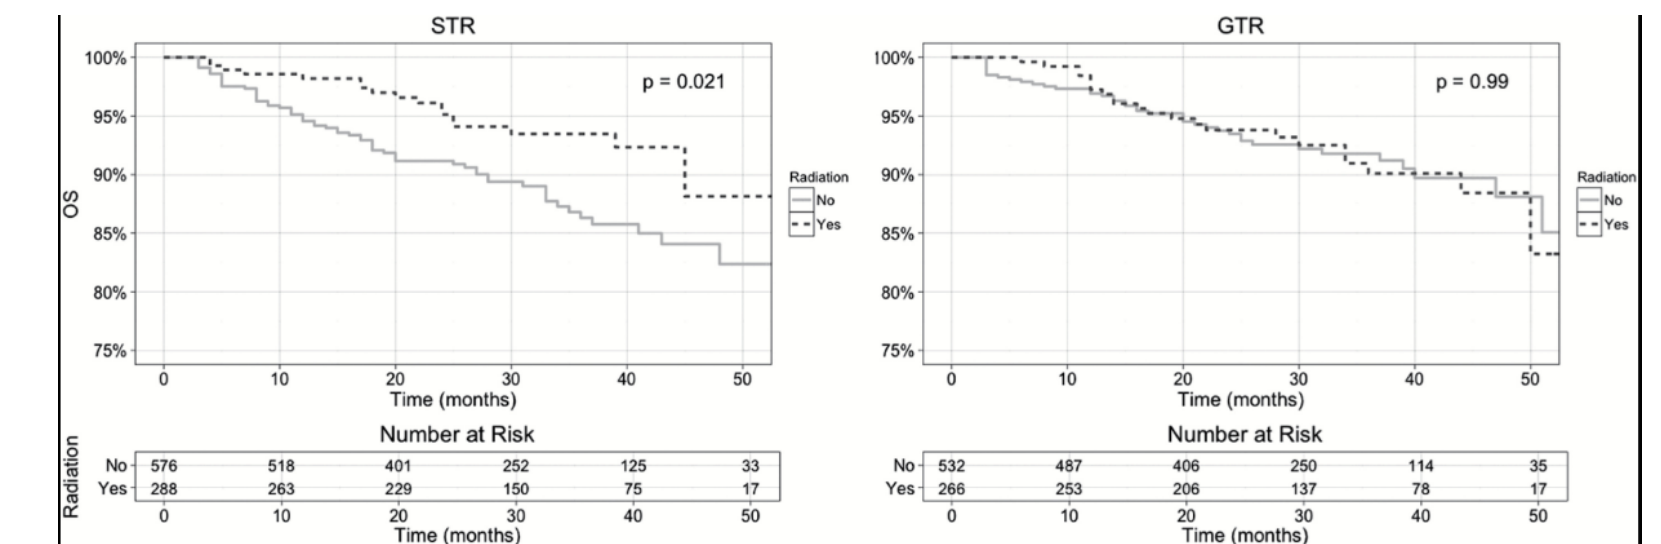 STR
100%
95%
90%
85%
80%
75%
OS
p = 0.021
Radiation
No
Yes
0 10 20 30 40 50
Time (months)
Number at Risk
Radiation
No 576 518 401 252 125 33
Yes 288 263 229 150 75 17
0 10 20 30 40 50
Time (months)
GTR
100%
95%
90%
85%
80%
75%
p = 0.99
Radiation
No
Yes
0 10 20 30 40 50
Time (months)
Number at Risk
No 532 487 406 250 114 35
Yes 266 253 206 137 78 17
0 10 20 30 40 50
Time (months)